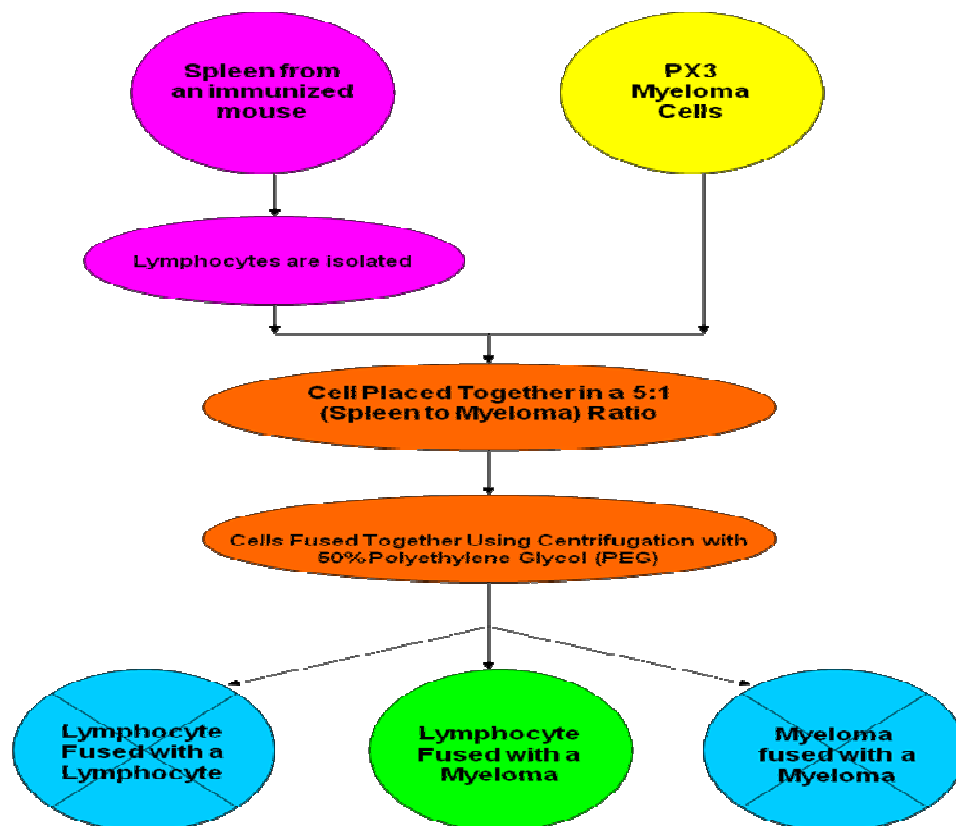 Spleen from
an immunized
mouse
PX3
Myeloma
Cells
Lymphocytes are isolated
Cell Placed Together in a 5:1
(Spleen to Myeloma) Ratio
Cells Fused Together Using Centrifugation with
50% Polyethylene Glycol (PEG)
Lymphocyte
Fused with a
Lymphocyte
Lymphocyte
Fused with a
Myeloma
Myeloma
fused with a
Myeloma